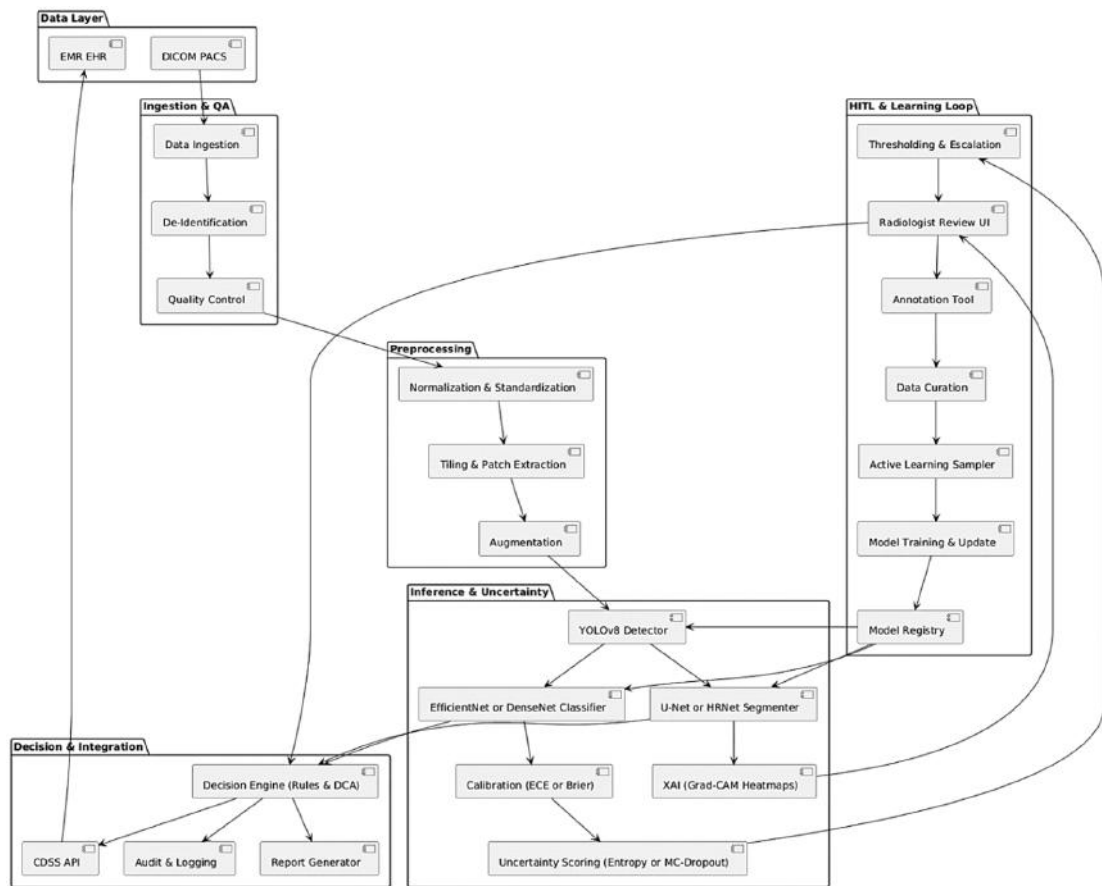 Data Layer
EMR EHR
DICOM PACS
Ingestion & QA
Data Ingestion
De-Identification
Quality Control
HITL & Learning Loop
Thresholding & Escalation
Radiologist Review UI
Annotation Tool
Data Curation
Active Learning Sampler
Model Training & Update
Model Registry
Preprocessing
Normalization & Standardization
Tiling & Patch Extraction
Augmentation
Inference & Uncertainty
YOLOv8 Detector
EfficientNet or DenseNet Classifier
U-Net or HRNet Segmenter
Calibration (ECE or Brier)
XAI (Grad-CAM Heatmaps)
Uncertainty Scoring (Entropy or MC-Dropout)
Decision & Integration
Decision Engine (Rules & DCA)
CDSS API
Audit & Logging
Report Generator